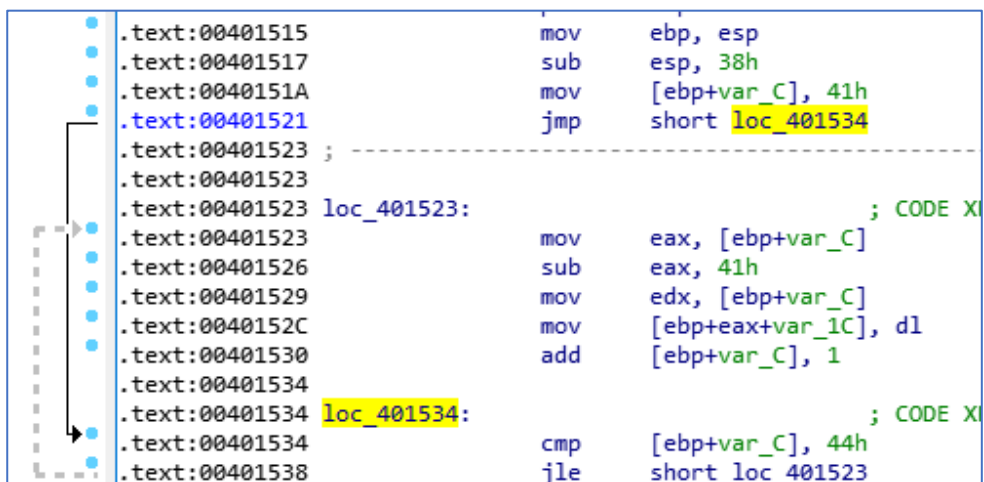 .text:00401515 mov ebp, esp
.text:00401517 sub esp, 38h
.text:0040151A mov [ebp+var_C], 41h
.text:00401521 jmp short loc_401534
.text:00401523 ; ---------------------------------------------
.text:00401523
.text:00401523 loc_401523: ; CODE
.text:00401523 mov eax, [ebp+var_C]
.text:00401526 sub eax, 41h
.text:00401529 mov edx, [ebp+var_C]
.text:0040152C mov [ebp+eax+var_1C], dl
.text:00401530 add [ebp+var_C], 1
.text:00401534
.text:00401534 loc_401534: ; CODE
.text:00401534 cmp [ebp+var_C], 44h
.text:00401538 jle short loc_401523